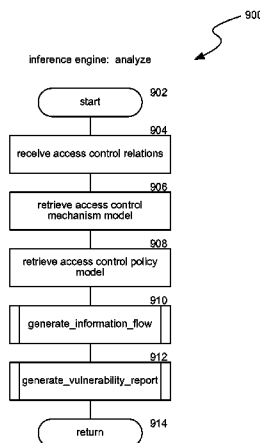 900
inference engine: analyze
902
start
904
receive access control relations
906
retrieve access control
mechanism model
908
retrieve access control policy
model
910
generate_information_flow
912
generate_vulnerability_report
return
914